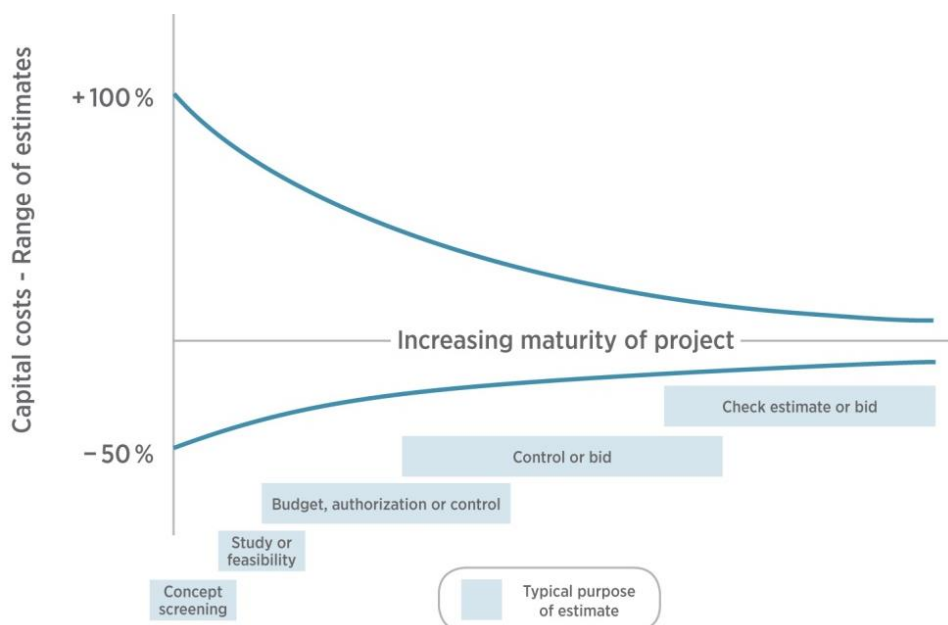 Capital costs - Range of estimates
+100%
Increasing maturity of project
-50%
Check estimate or bid
Control or bid
Budget, authorization or control
Study or
feasibility
Concept
screening
Typical purpose
of estimate